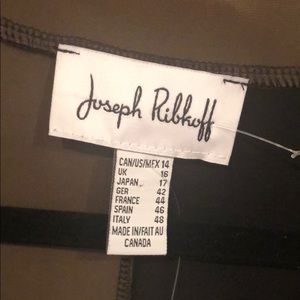 Joseph Ribkoff
CAN/US/MEX 14
UK 16
JAPAN 17
GER 42
FRANCE 44
SPAIN 46
ITALY 48
MADE IN/FAIT AU
CANADA